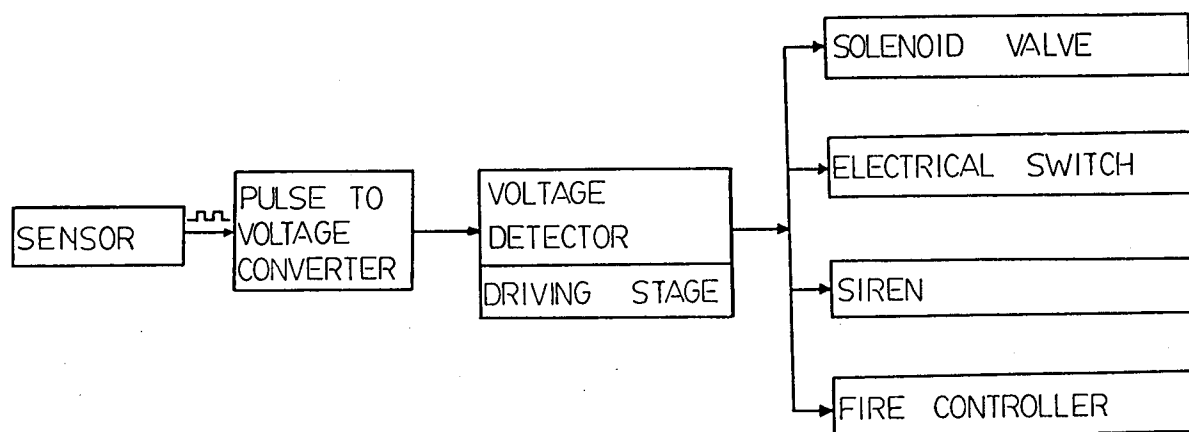 SENSOR
PULSE TO
VOLTAGE
CONVERTER
VOLTAGE
DETECTOR
DRIVING STAGE
SOLENOID VALVE
ELECTRICAL SWITCH
SIREN
FIRE CONTROLLER